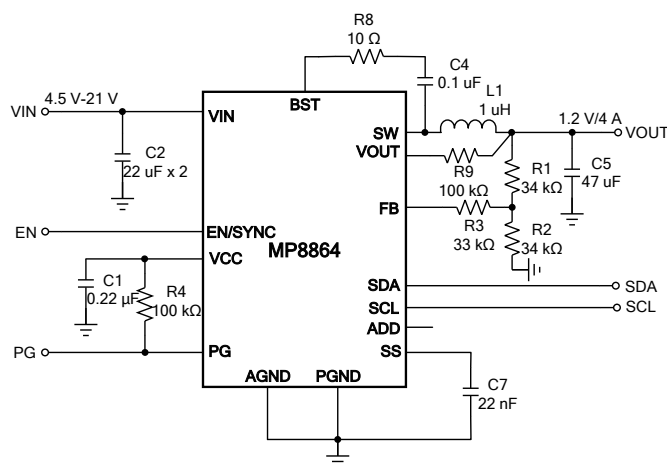 R8
10 Ω
C4
0.1 uF
L1
1 uH
4.5 V-21 V
VIN
VIN
BST
SW
1.2 V/4 A
VOUT
VOUT
C2
22 uF x 2
R9
100 kΩ
R1
34 kΩ
C5
47 uF
FB
R3
33 kΩ
R2
34 kΩ
EN
EN/SYNC
MP8864
VCC
C1
0.22 µF
R4
100 kΩ
SDA
SDA
SCL
SCL
ADD
PG
PG
SS
AGND
PGND
C7
22 nF